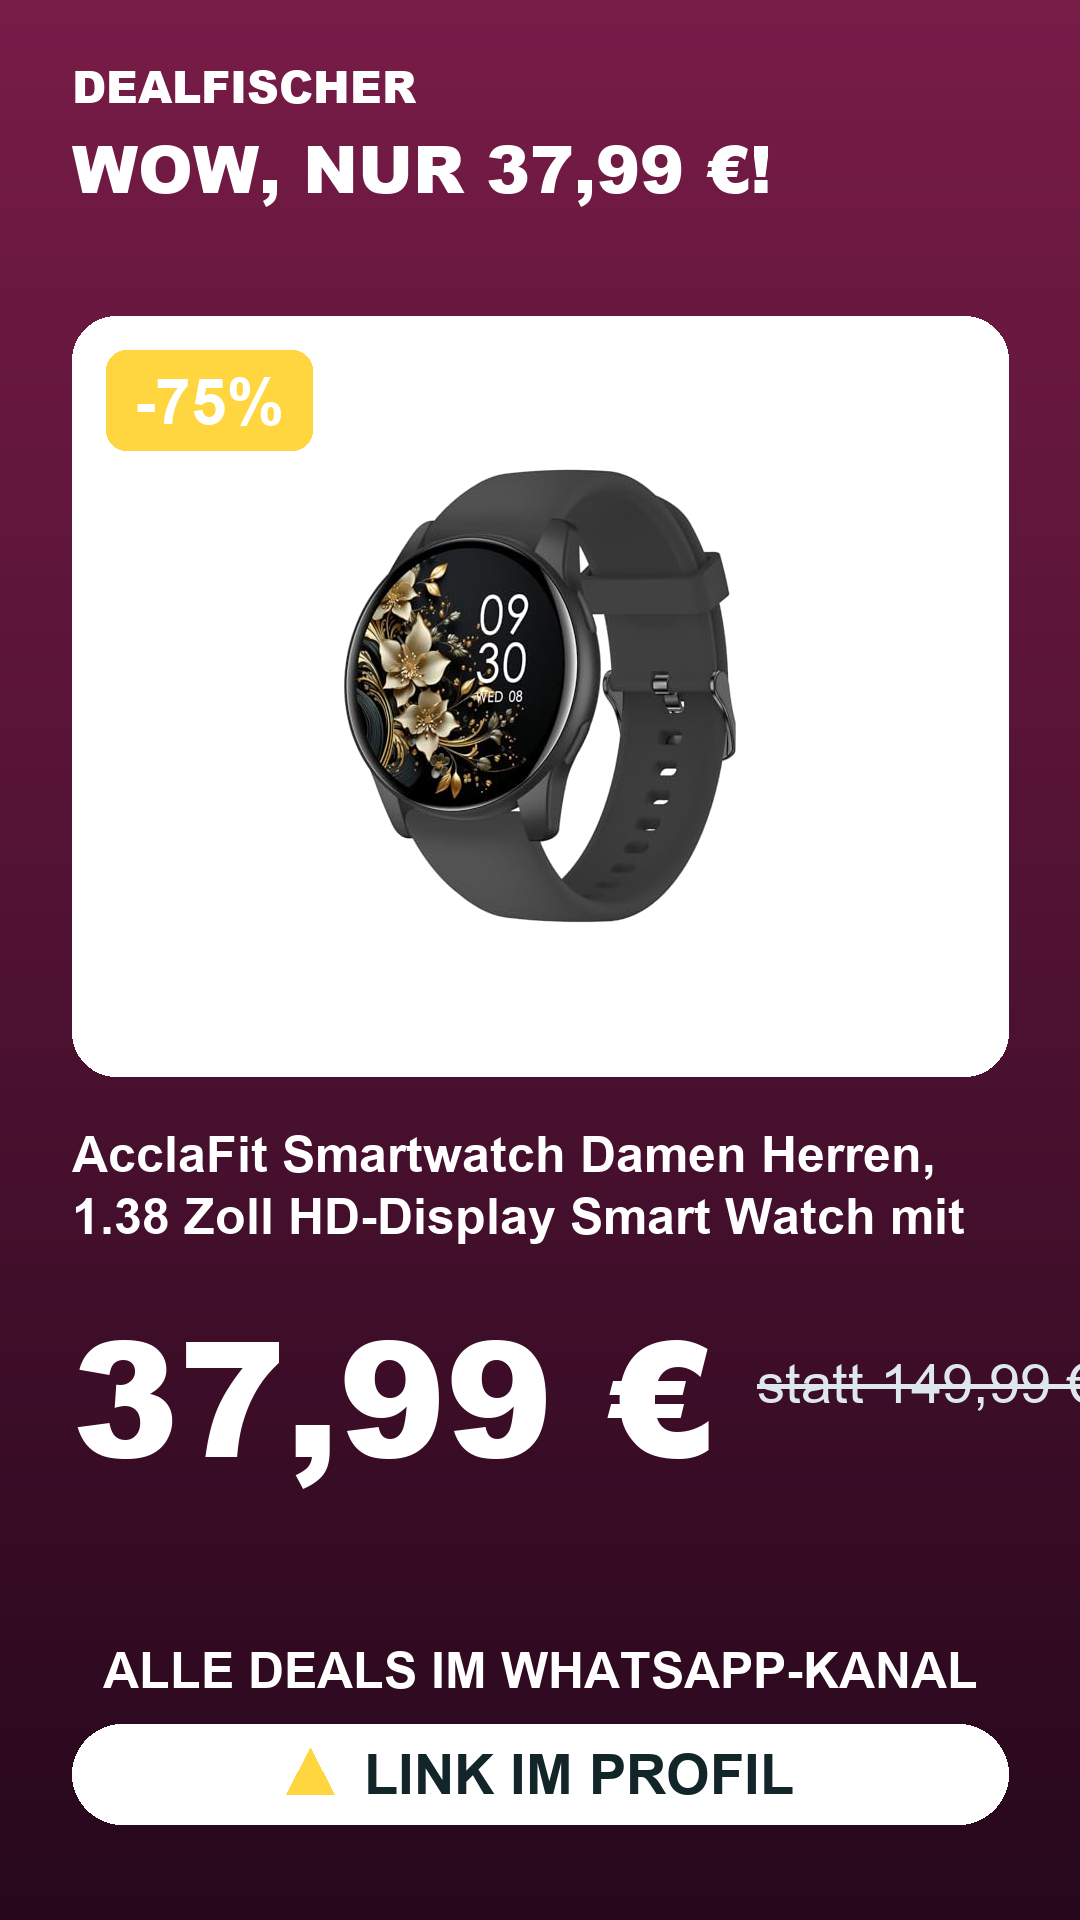 DEALFISCHER
WOW, NUR 37,99 €!
-75%
09
30
WED 08
AcclaFit Smartwatch Damen Herren,
1.38 Zoll HD-Display Smart Watch mit
37,99 € statt 149,99 €
ALLE DEALS IM WHATSAPP-KANAL
LINK IM PROFIL